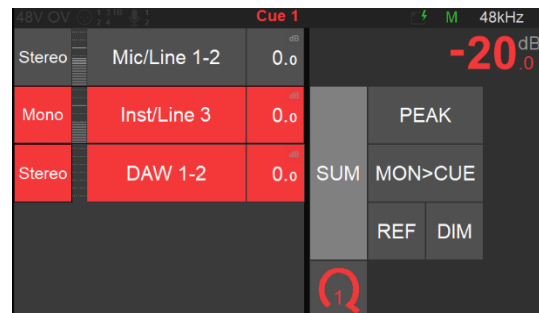 48V OV Cue 1 M 48kHz
Stereo Mic/Line 1-2 dB 0.0
-20.0 dB
Mono Inst/Line 3 dB 0.0
PEAK
Stereo DAW 1-2 dB 0.0
SUM MON>CUE
REF DIM
1